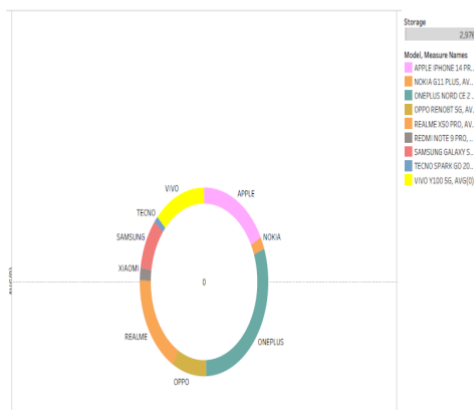 Storage
2,976
Model, Measure Names
APPLE IPHONE 14 PR...
NOKIA G11 PLUS, AV...
ONEPLUS NORD CE 2 ...
OPPO RENO8T 5G, AV...
REALME X50 PRO, AV...
REDMI NOTE 9 PRO, ...
SAMSUNG GALAXY S...
TECNO SPARK GO 20...
VIVO Y100 5G, AVG(0)
VIVO
APPLE
TECNO
SAMSUNG
NOKIA
XIAOMI
0
REALME
ONEPLUS
OPPO